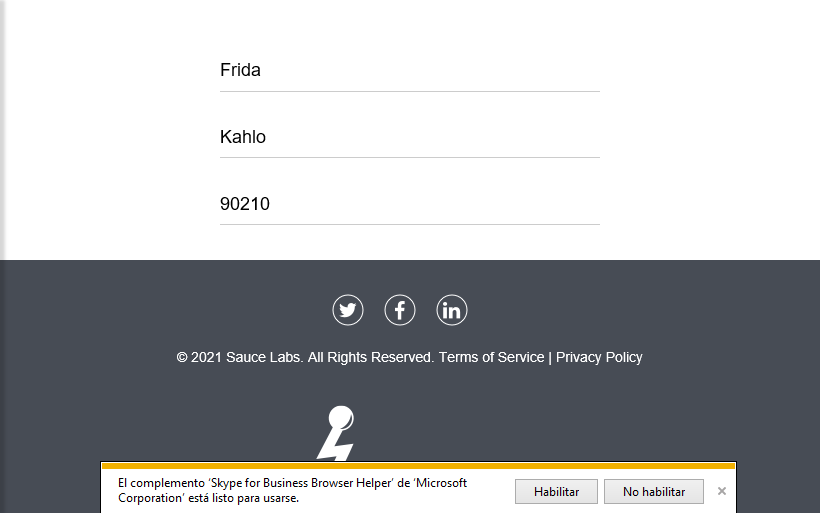 Frida
Kahlo
90210
© 2021 Sauce Labs. All Rights Reserved. Terms of Service | Privacy Policy
El complemento ‘Skype for Business Browser Helper’ de ‘Microsoft
Corporation’ está listo para usarse.
Habilitar
No habilitar